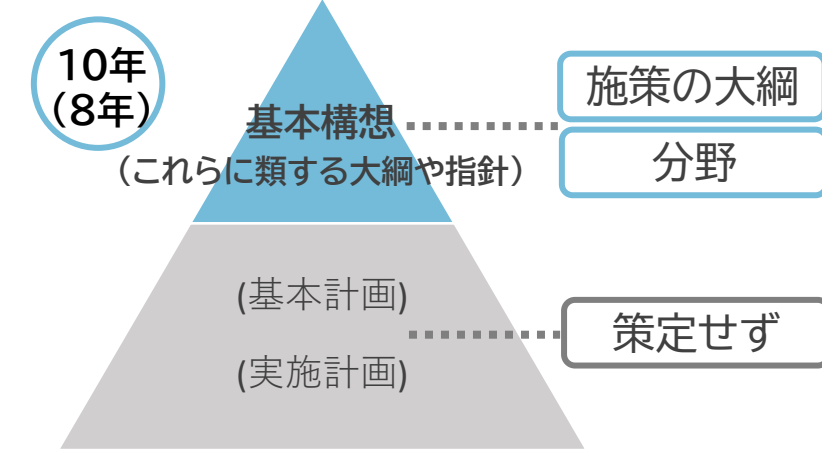 10年
(8年)
基本構想
（これらに類する大綱や指針）
施策の大綱
分野
(基本計画)
(実施計画)
策定せず